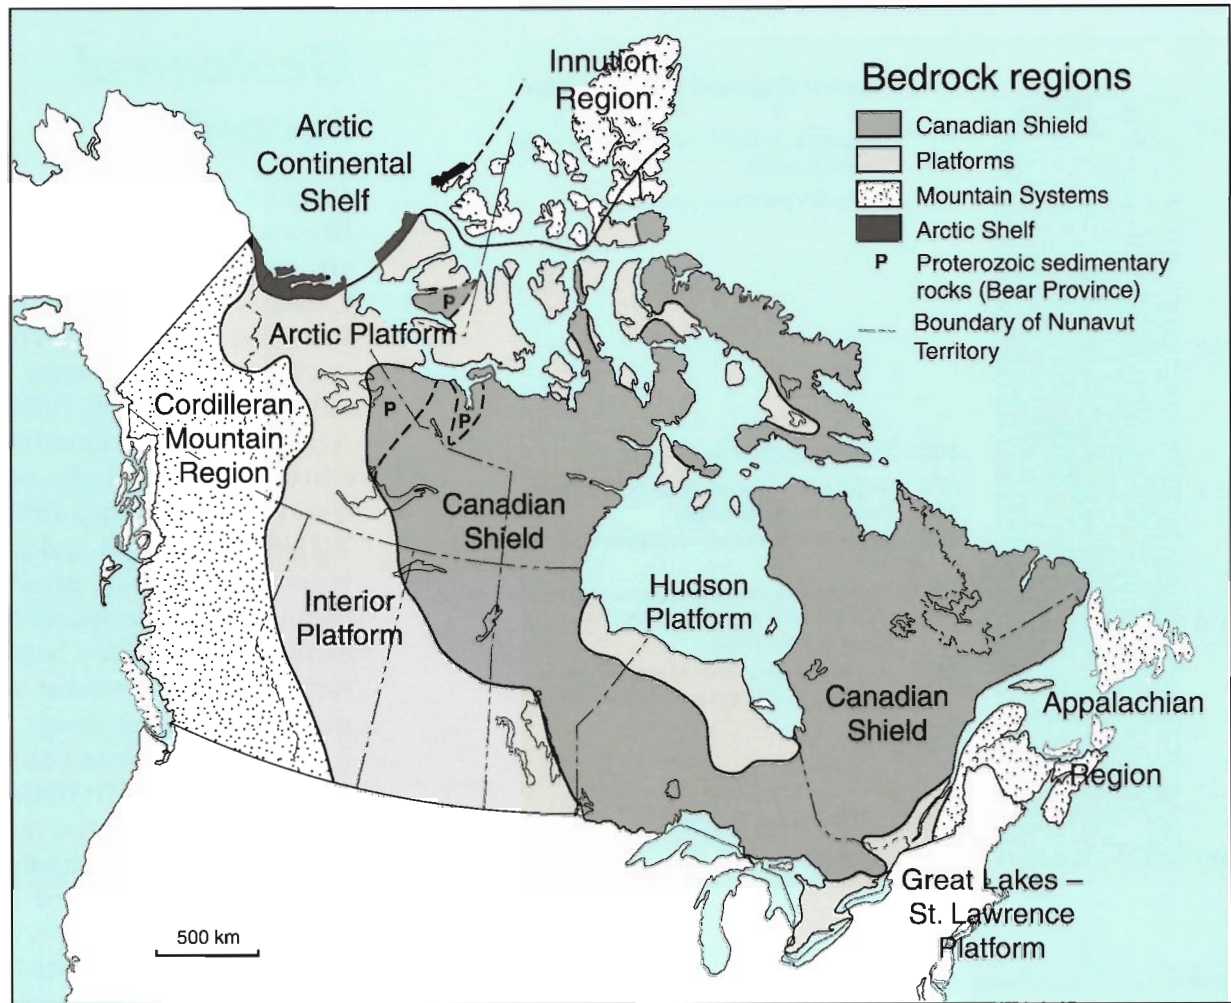 Innution
Region
Arctic
Continental
Shelf
Bedrock regions
Canadian Shield
Platforms
Mountain Systems
Arctic Shelf
P Proterozoic sedimentary
rocks (Bear Province)
Boundary of Nunavut
Territory
P
Arctic Platform
Cordilleran
Mountain
Region
P
P
Canadian
Shield
Interior
Platform
Hudson
Platform
Canadian
Shield
Appalachian
Region
Great Lakes –
St. Lawrence
Platform
500 km